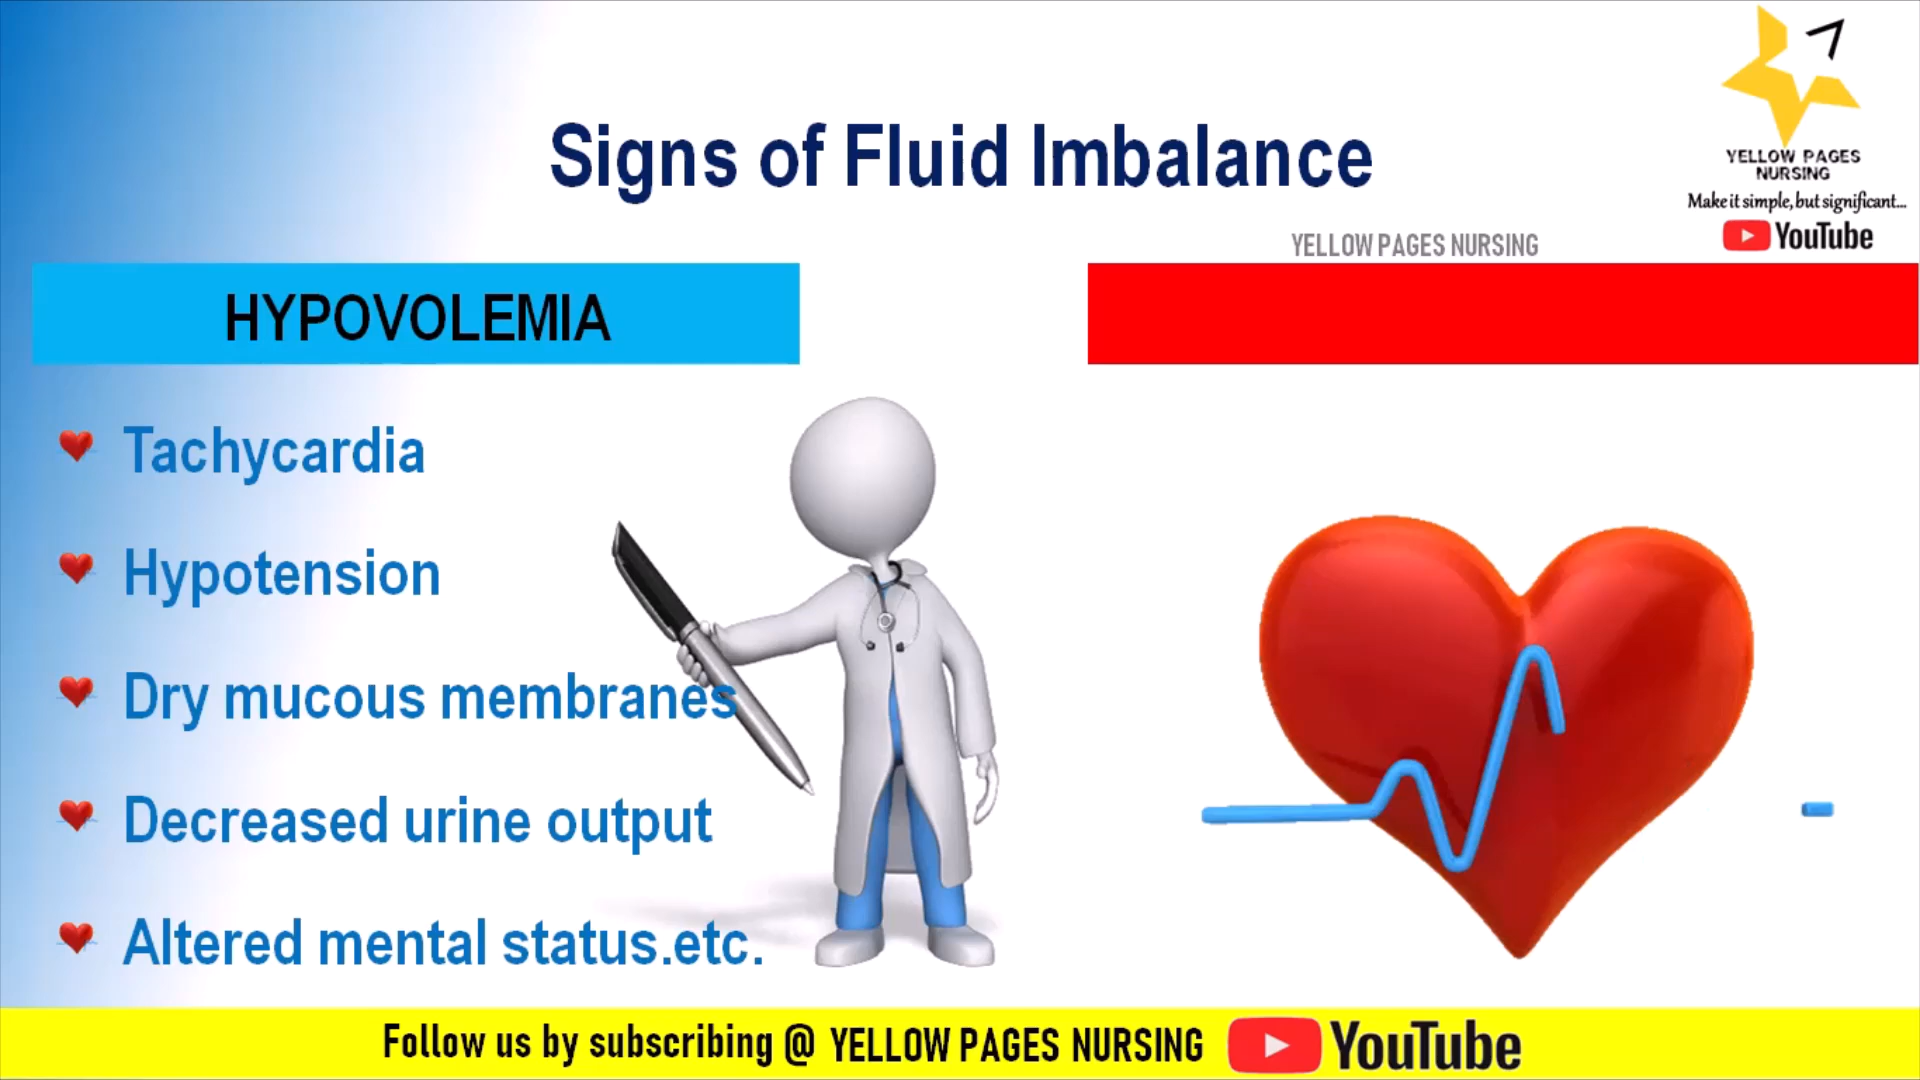 YELLOW PAGES
NURSING
Make it simple, but significant...
YouTube
Signs of Fluid Imbalance
YELLOW PAGES NURSING
HYPOVOLEMIA
Tachycardia
Hypotension
Dry mucous membranes
Decreased urine output
Altered mental status.etc.
Follow us by subscribing @ YELLOW PAGES NURSING YouTube